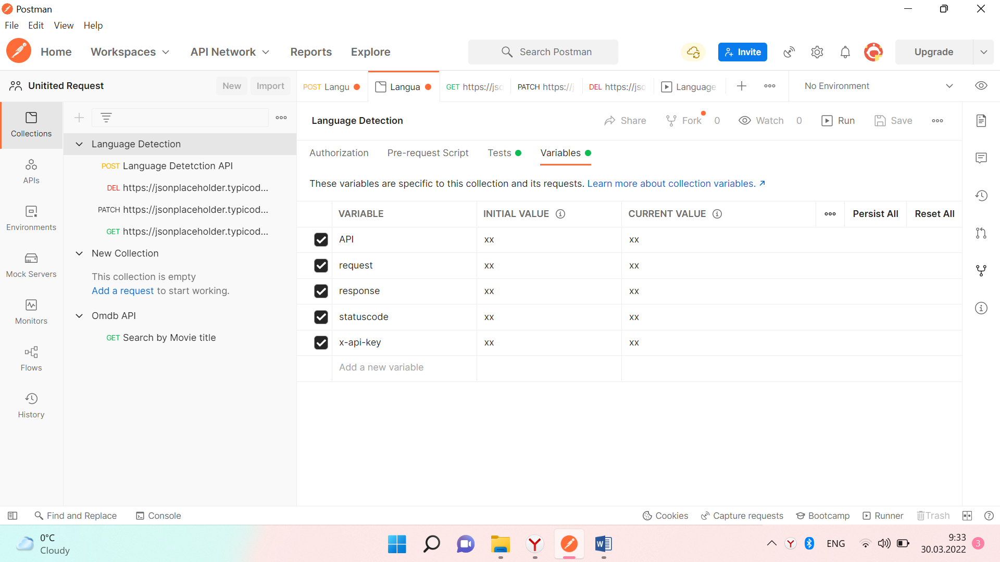 Postman
File Edit View Help
Home Workspaces API Network Reports Explore Search Postman Invite Upgrade
Unitited Request New Import POST Langu Langua GET https://jso PATCH https://j DEL https://jso Language No Environment
Collections
APIs
Environments
Mock Servers
Monitors
Flows
History
Language Detection
POST Language Detetction API
DEL https://jsonplaceholder.typicod...
PATCH https://jsonplaceholder.typicod...
GET https://jsonplaceholder.typicod...
New Collection
This collection is empty
Add a request to start working.
Omdb API
GET Search by Movie title
Language Detection Share Fork 0 Watch 0 Run Save
Authorization Pre-request Script Tests Variables
These variables are specific to this collection and its requests. Learn more about collection variables. ↗
VARIABLE INITIAL VALUE CURRENT VALUE Persist All Reset All
API xx xx
request xx xx
response xx xx
statuscode xx xx
x-api-key xx xx
Add a new variable
Find and Replace Console Cookies Capture requests Bootcamp Runner Trash
0°C
Cloudy
ENG
9:33
30.03.2022
3